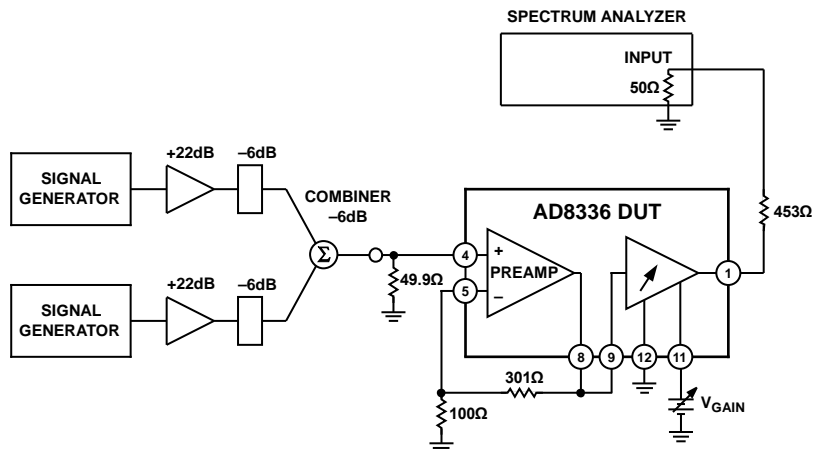 SPECTRUM ANALYZER
INPUT
50Ω
+22dB
–6dB
SIGNAL
GENERATOR
COMBINER
–6dB
Σ
49.9Ω
AD8336 DUT
453Ω
4
+
PREAMP
5
–
1
+22dB
–6dB
SIGNAL
GENERATOR
8
9
12
11
301Ω
100Ω
VGAIN